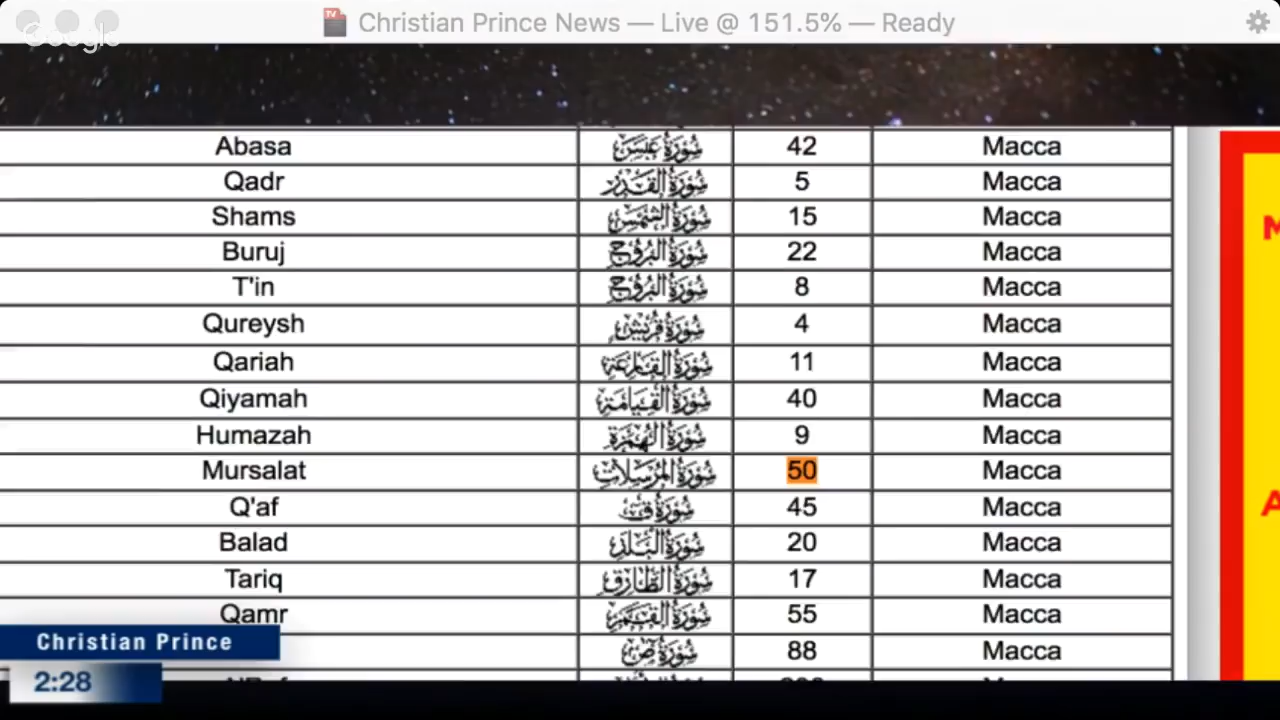 Christian Prince News — Live @ 151.5% — Ready
Google
Abasa سُورَةُ عَبَسَ 42 Macca
Qadr سُورَةُ القَدْر 5 Macca
Shams سُورَةُ الشَّمْس 15 Macca
Buruj سُورَةُ البُرُوج 22 Macca
T'in سُورَةُ البُرُوج 8 Macca
Qureysh سُورَةُ قُرَيْش 4 Macca
Qariah سُورَةُ القَارِعَة 11 Macca
Qiyamah سُورَةُ القِيَامَة 40 Macca
Humazah سُورَةُ الهُمَزَة 9 Macca
Mursalat سُورَةُ المُرْسَلَات 50 Macca
Q'af سُورَةُ ق 45 Macca
Balad سُورَةُ البَلَد 20 Macca
Tariq سُورَةُ الطَّارِق 17 Macca
Qamr سُورَةُ القَمَر 55 Macca
سُورَةُ ص 88 Macca
Christian Prince
2:28
M
A